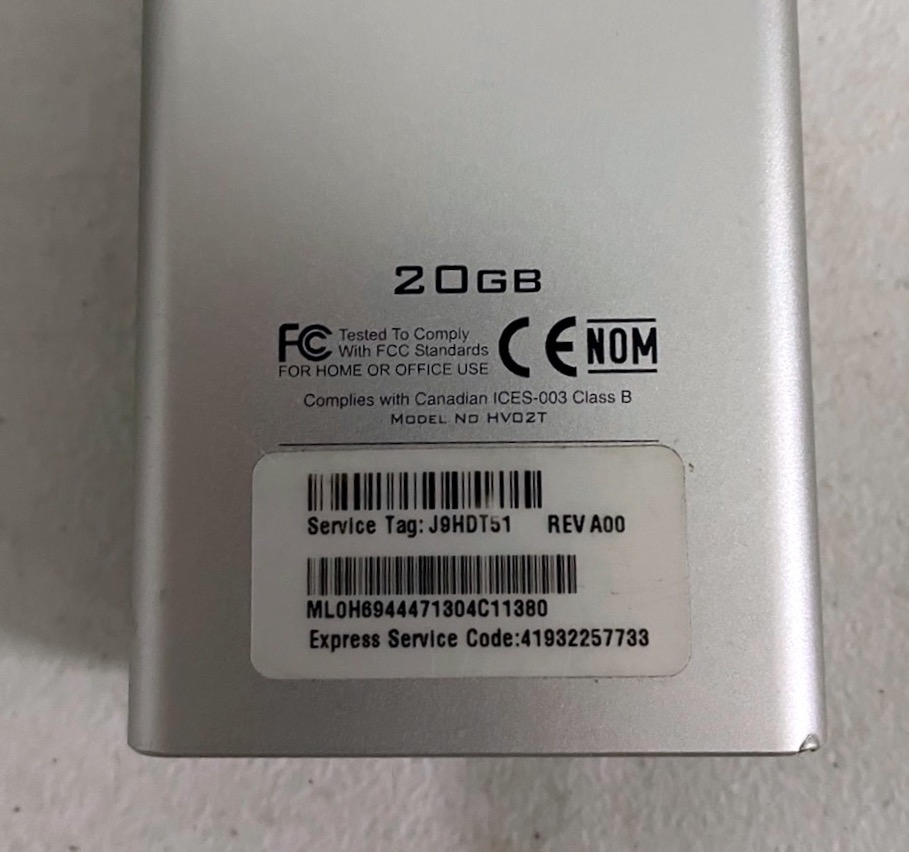 20GB
FC Tested To Comply
With FCC Standards
FOR HOME OR OFFICE USE
CE NOM
Complies with Canadian ICES-003 Class B
MODEL NO HV02T
Service Tag: J9HDT51 REV A00
ML0H6944471304C11380
Express Service Code:41932257733